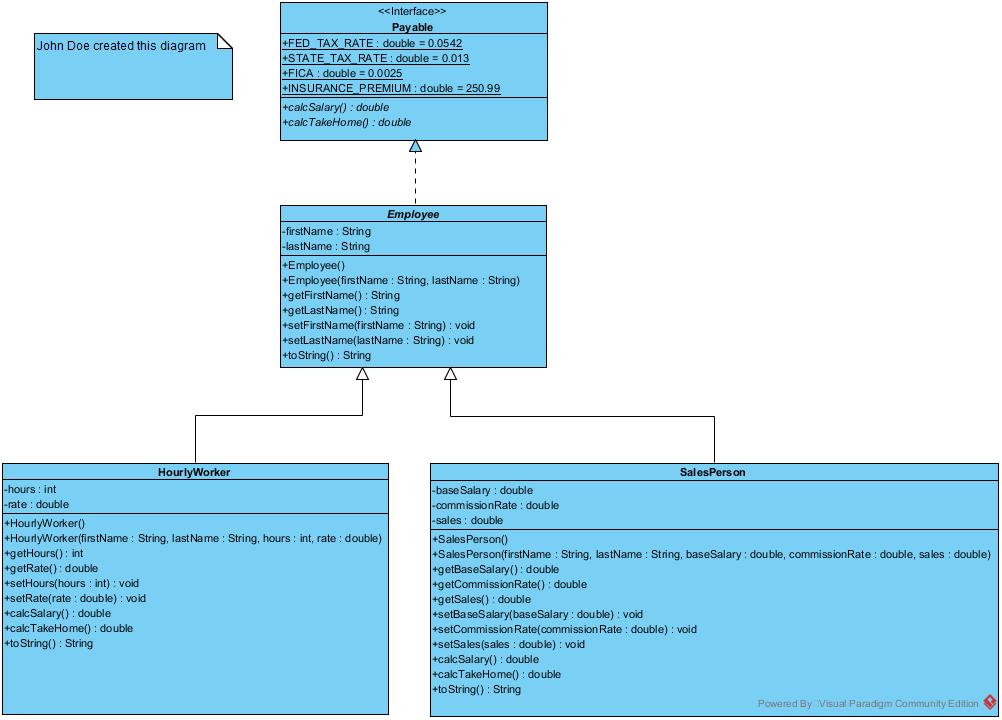 John Doe created this diagram
<<Interface>>
Payable
+FED_TAX_RATE : double = 0.0542
+STATE_TAX_RATE : double = 0.013
+FICA : double = 0.0025
+INSURANCE_PREMIUM : double = 250.99
+calcSalary() : double
+calcTakeHome() : double
Employee
-firstName : String
-lastName : String
+Employee()
+Employee(firstName : String, lastName : String)
+getFirstName() : String
+getLastName() : String
+setFirstName(firstName : String) : void
+setLastName(lastName : String) : void
+toString() : String
HourlyWorker
-hours : int
-rate : double
+HourlyWorker()
+HourlyWorker(firstName : String, lastName : String, hours : int, rate : double)
+getHours() : int
+getRate() : double
+setHours(hours : int) : void
+setRate(rate : double) : void
+calcSalary() : double
+calcTakeHome() : double
+toString() : String
SalesPerson
-baseSalary : double
-commissionRate : double
-sales : double
+SalesPerson()
+SalesPerson(firstName : String, lastName : String, baseSalary : double, commissionRate : double, sales : double)
+getBaseSalary() : double
+getCommissionRate() : double
+getSales() : double
+setBaseSalary(baseSalary : double) : void
+setCommissionRate(commissionRate : double) : void
+setSales(sales : double) : void
+calcSalary() : double
+calcTakeHome() : double
+toString() : String
Powered By Visual Paradigm Community Edition